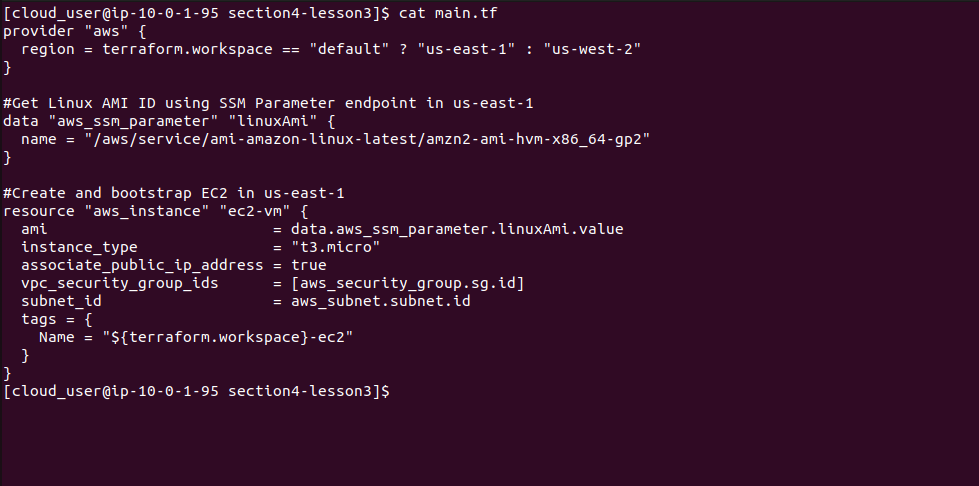 [cloud_user@ip-10-0-1-95 section4-lesson3]$ cat main.tf
provider "aws" {
  region = terraform.workspace == "default" ? "us-east-1" : "us-west-2"
}

#Get Linux AMI ID using SSM Parameter endpoint in us-east-1
data "aws_ssm_parameter" "linuxAmi" {
  name = "/aws/service/ami-amazon-linux-latest/amzn2-ami-hvm-x86_64-gp2"
}

#Create and bootstrap EC2 in us-east-1
resource "aws_instance" "ec2-vm" {
  ami                         = data.aws_ssm_parameter.linuxAmi.value
  instance_type               = "t3.micro"
  associate_public_ip_address = true
  vpc_security_group_ids      = [aws_security_group.sg.id]
  subnet_id                   = aws_subnet.subnet.id
  tags = {
    Name = "${terraform.workspace}-ec2"
  }
}
[cloud_user@ip-10-0-1-95 section4-lesson3]$